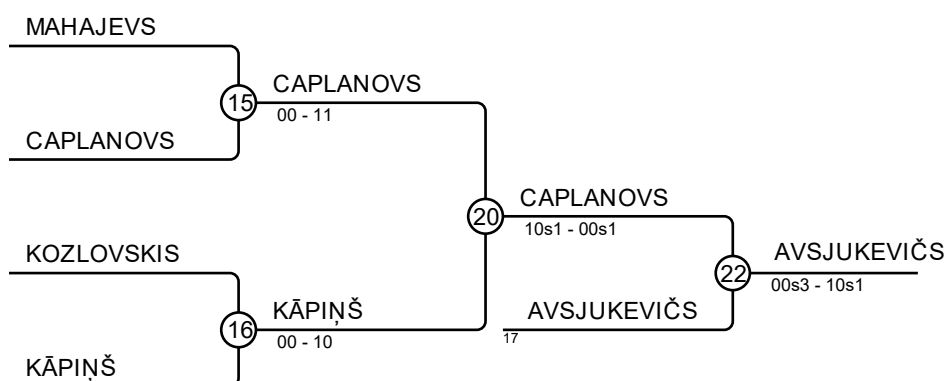 MAHAJEVS
15
CAPLANOVS
00 - 11
CAPLANOVS
20
CAPLANOVS
10s1 - 00s1
KOZLOVSKIS
16
KĀPIŅŠ
00 - 10
KĀPIŅŠ
AVSJUKEVIČS
17
22
AVSJUKEVIČS
00s3 - 10s1